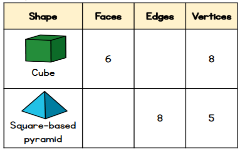 Shape Faces Edges Vertices
Cube 6 8
Square-based
pyramid 8 5